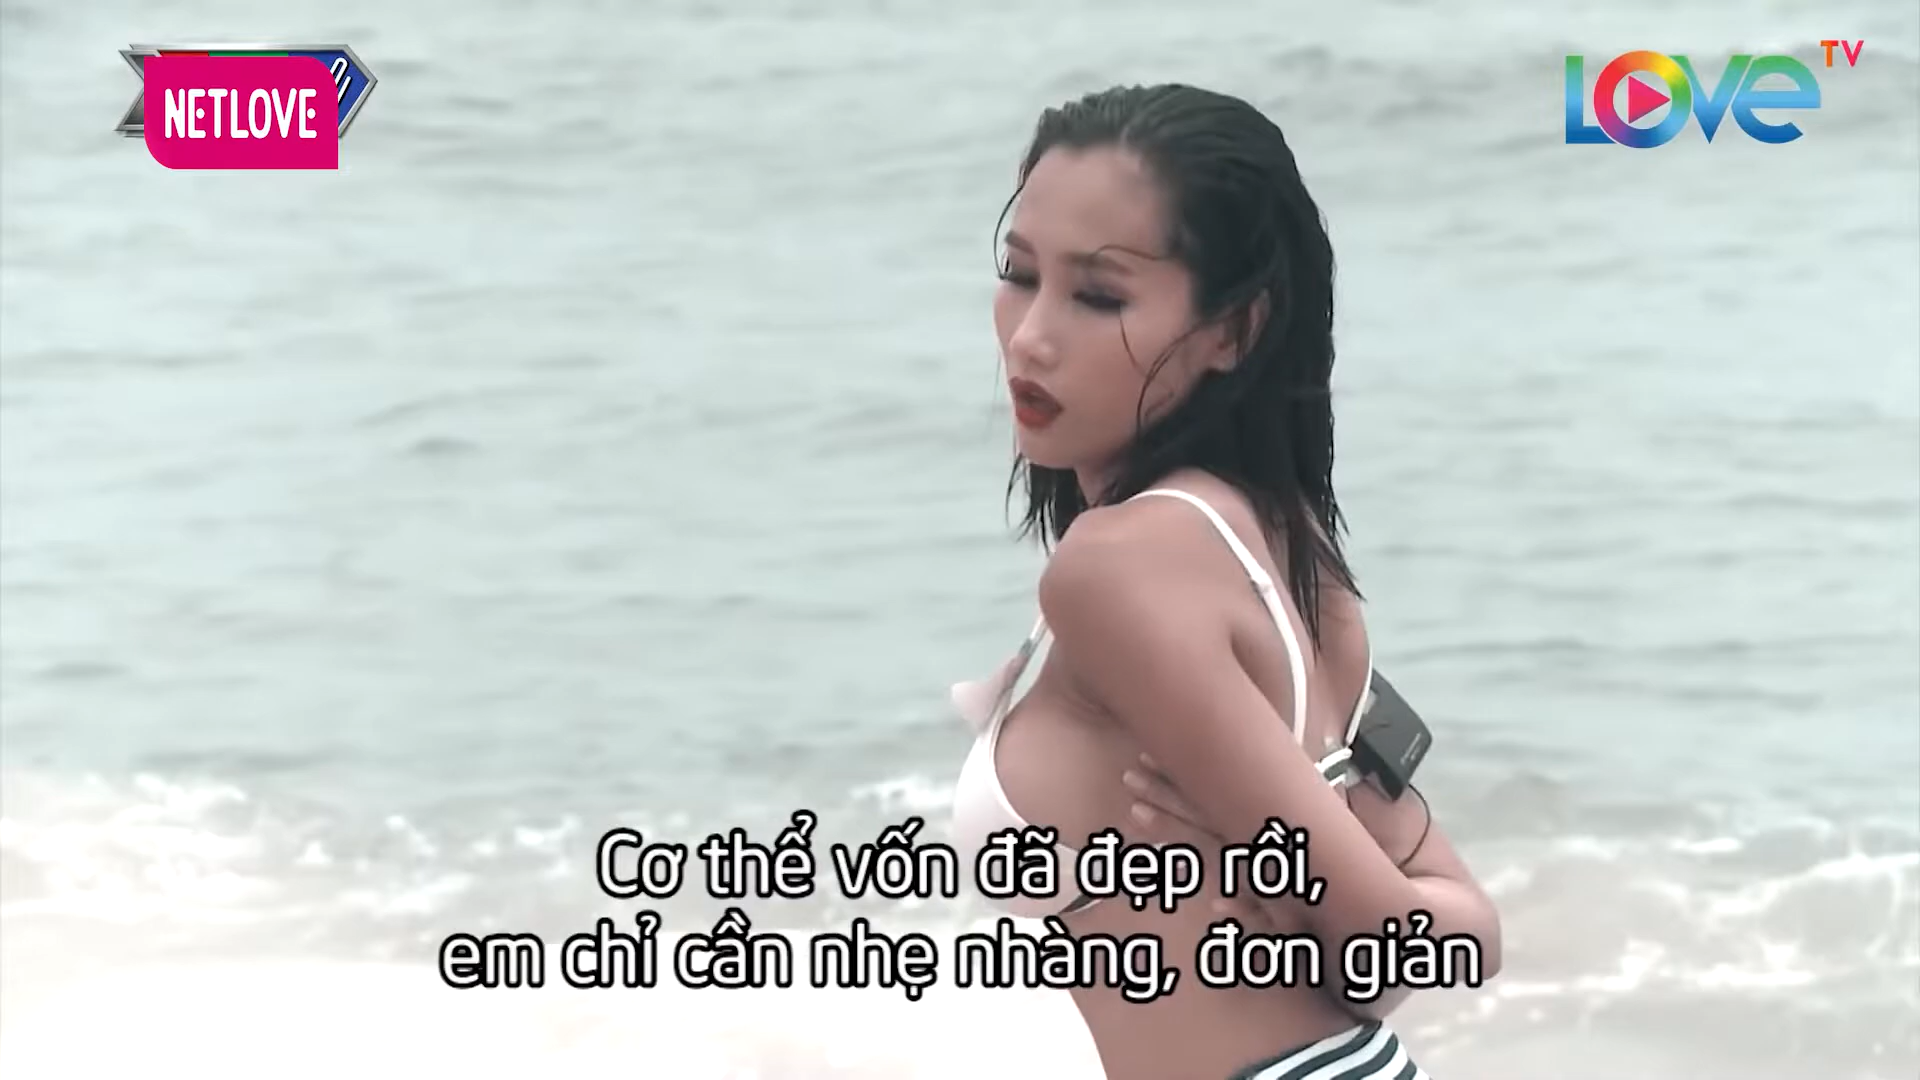 NETLOVE
LOVE TV
Cơ thể vốn đã đẹp rồi,
em chỉ cần nhẹ nhàng, đơn giản